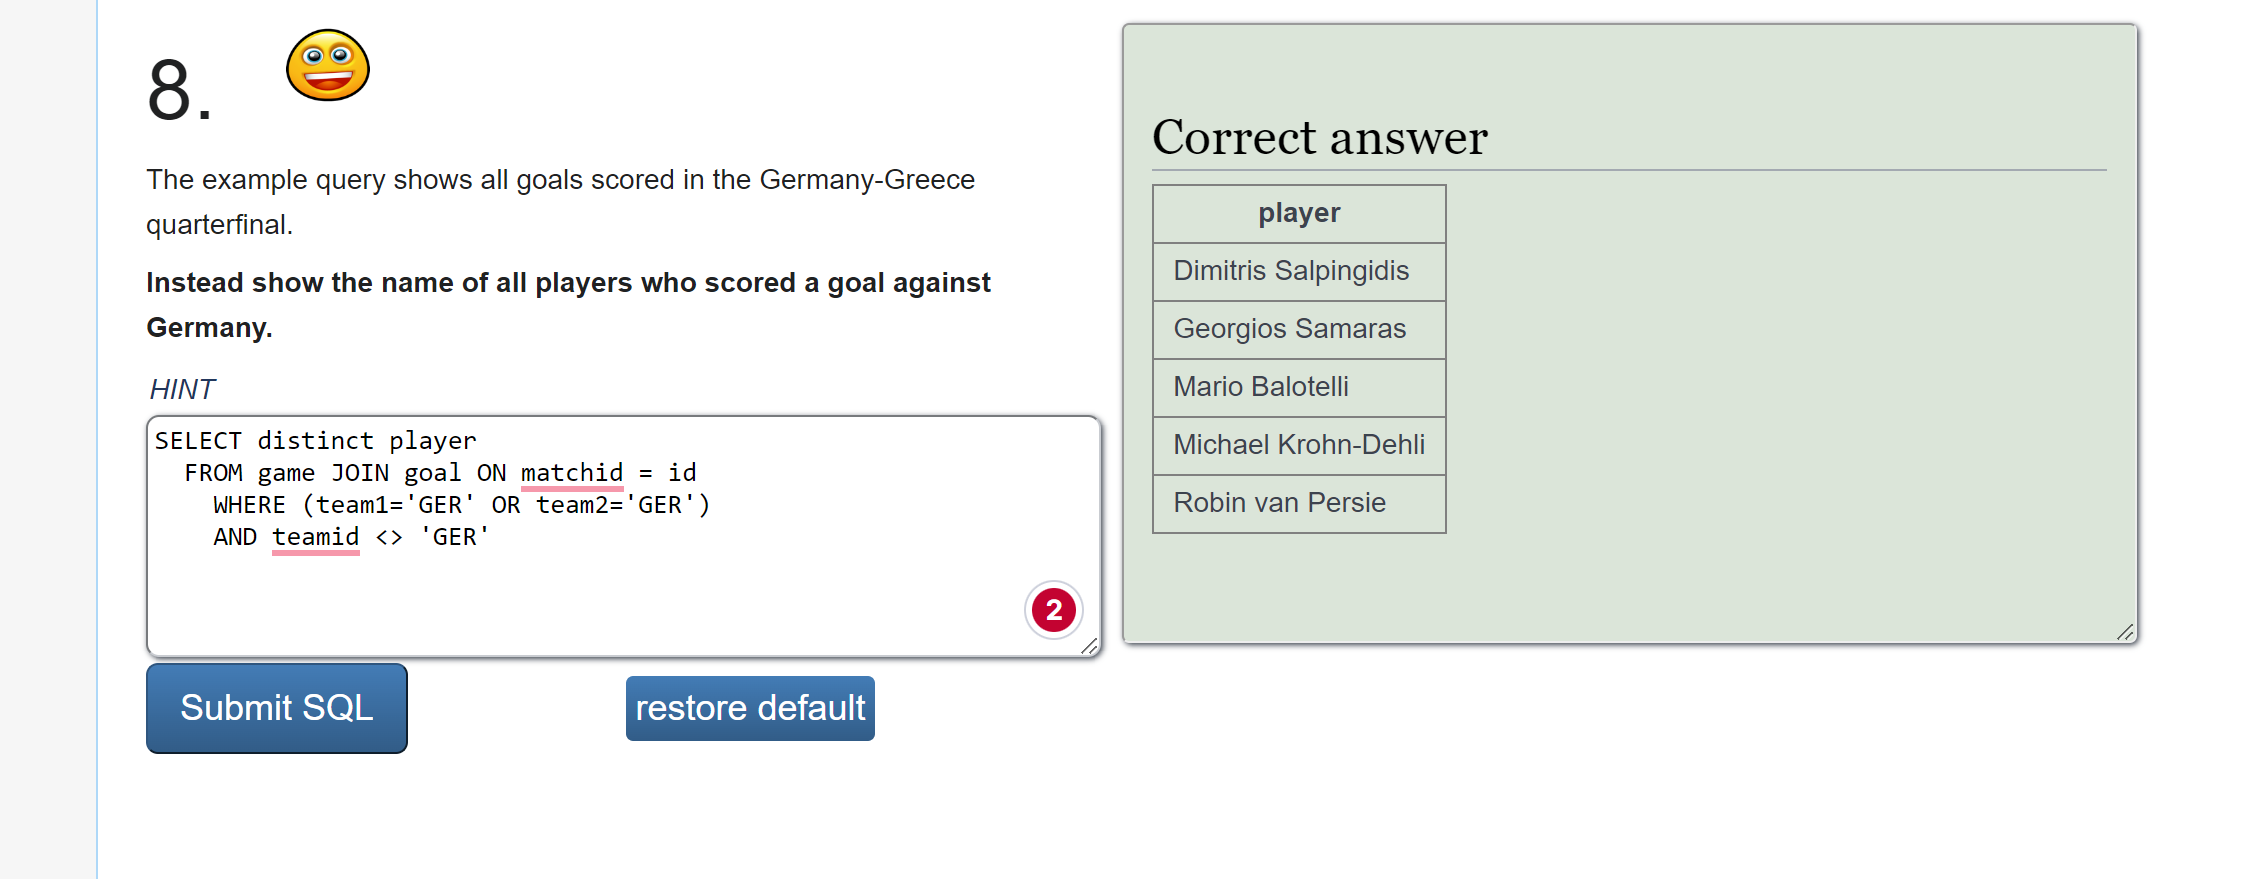 8.
The example query shows all goals scored in the Germany-Greece
quarterfinal.
Instead show the name of all players who scored a goal against
Germany.
HINT
SELECT distinct player
FROM game JOIN goal ON matchid = id
WHERE (team1='GER' OR team2='GER')
AND teamid <> 'GER'
2
Submit SQL
restore default
Correct answer
player
Dimitris Salpingidis
Georgios Samaras
Mario Balotelli
Michael Krohn-Dehli
Robin van Persie